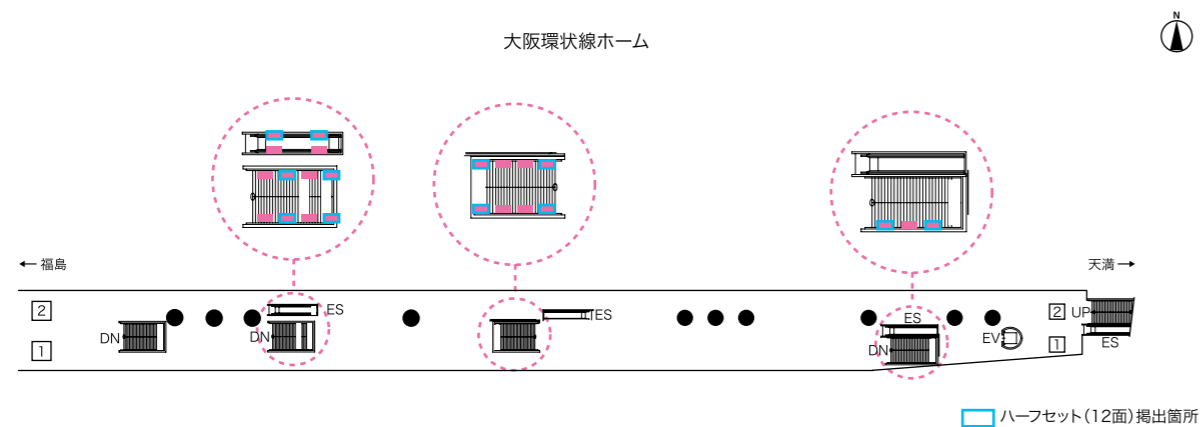 N
大阪環状線ホーム
← 福島
天満 →
2
ES
ES
ES
2
UP
DN
DN
DN
EV
ES
1
1
ハーフセット(12面)掲出箇所